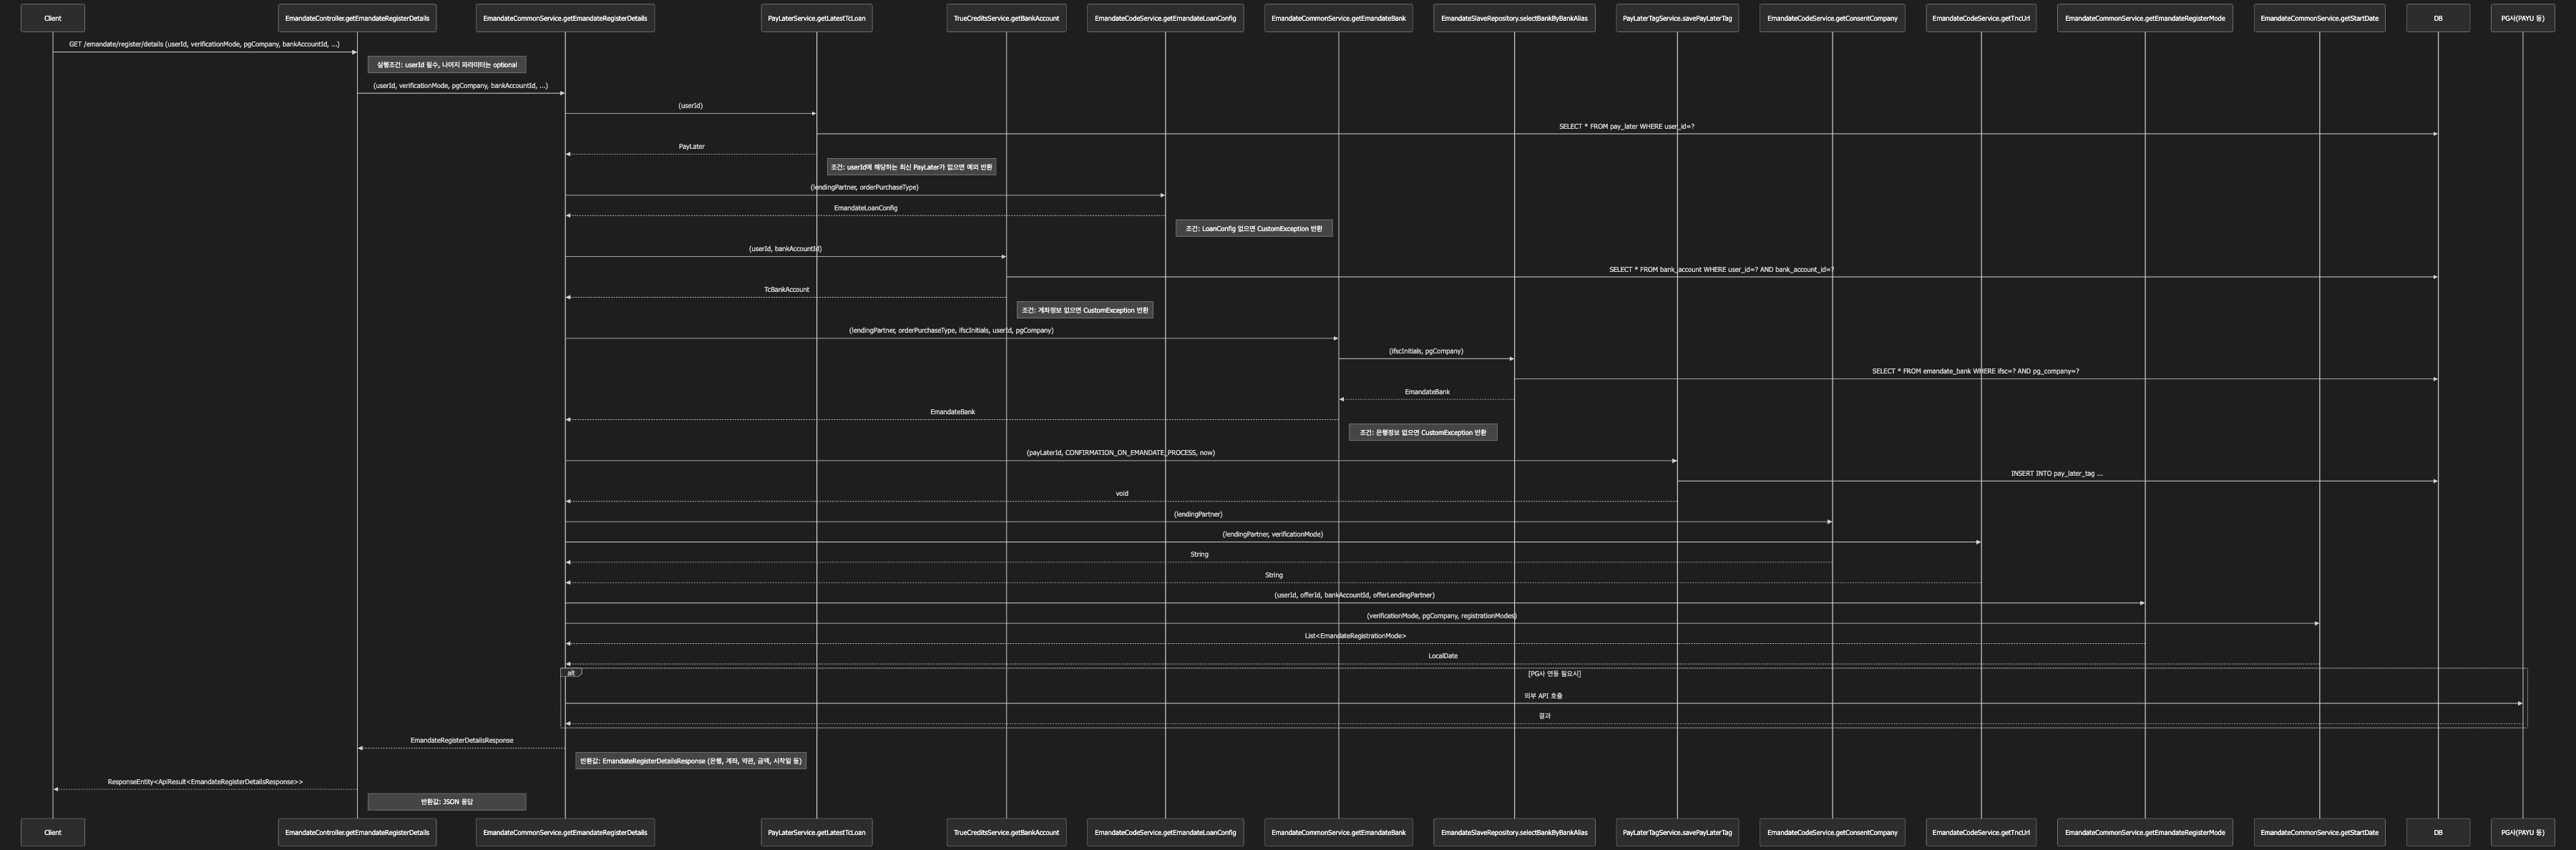 Client
EmandateController.getEmandateRegisterDetails
EmandateCommonService.getEmandateRegisterDetails
PayLaterService.getLatestTcLoan
TrueCreditsService.getBankAccount
EmandateCodeService.getEmandateLoanConfig
EmandateCommonService.getEmandateBank
EmandateSlaveRepository.selectBankByBankAlias
PayLaterTagService.savePayLaterTag
EmandateCodeService.getConsentCompany
EmandateCodeService.getTncUrl
EmandateCommonService.getEmandateRegisterMode
EmandateCommonService.getStartDate
DB
PG사(PAYU 등)
GET /emandate/register/details (userId, verificationMode, pgCompany, bankAccountId, ...)
실행조건: userId 필수, 나머지 파라미터는 optional
(userId, verificationMode, pgCompany, bankAccountId, ...)
(userId)
SELECT * FROM pay_later WHERE user_id=?
PayLater
조건: userId에 해당하는 최신 PayLater가 없으면 예외 반환
(lendingPartner, orderPurchaseType)
EmandateLoanConfig
조건: LoanConfig 없으면 CustomException 반환
(userId, bankAccountId)
SELECT * FROM bank_account WHERE user_id=? AND bank_account_id=?
TcBankAccount
조건: 계좌정보 없으면 CustomException 반환
(lendingPartner, orderPurchaseType, ifscInitials, userId, pgCompany)
(ifscInitials, pgCompany)
SELECT * FROM emandate_bank WHERE ifsc=? AND pg_company=?
EmandateBank
EmandateBank
조건: 은행정보 없으면 CustomException 반환
(payLaterId, CONFIRMATION_ON_EMANDATE_PROCESS, now)
INSERT INTO pay_later_tag ...
void
(lendingPartner)
(lendingPartner, verificationMode)
String
String
(userId, offerId, bankAccountId, offerLendingPartner)
(verificationMode, pgCompany, registrationModes)
List<EmandateRegistrationMode>
LocalDate
alt
[PG사 연동 필요시]
외부 API 호출
결과
EmandateRegisterDetailsResponse
반환값: EmandateRegisterDetailsResponse (은행, 계좌, 약관, 금액, 시작일 등)
ResponseEntity<ApiResult<EmandateRegisterDetailsResponse>>
반환값: JSON 응답
Client
EmandateController.getEmandateRegisterDetails
EmandateCommonService.getEmandateRegisterDetails
PayLaterService.getLatestTcLoan
TrueCreditsService.getBankAccount
EmandateCodeService.getEmandateLoanConfig
EmandateCommonService.getEmandateBank
EmandateSlaveRepository.selectBankByBankAlias
PayLaterTagService.savePayLaterTag
EmandateCodeService.getConsentCompany
EmandateCodeService.getTncUrl
EmandateCommonService.getEmandateRegisterMode
EmandateCommonService.getStartDate
DB
PG사(PAYU 등)